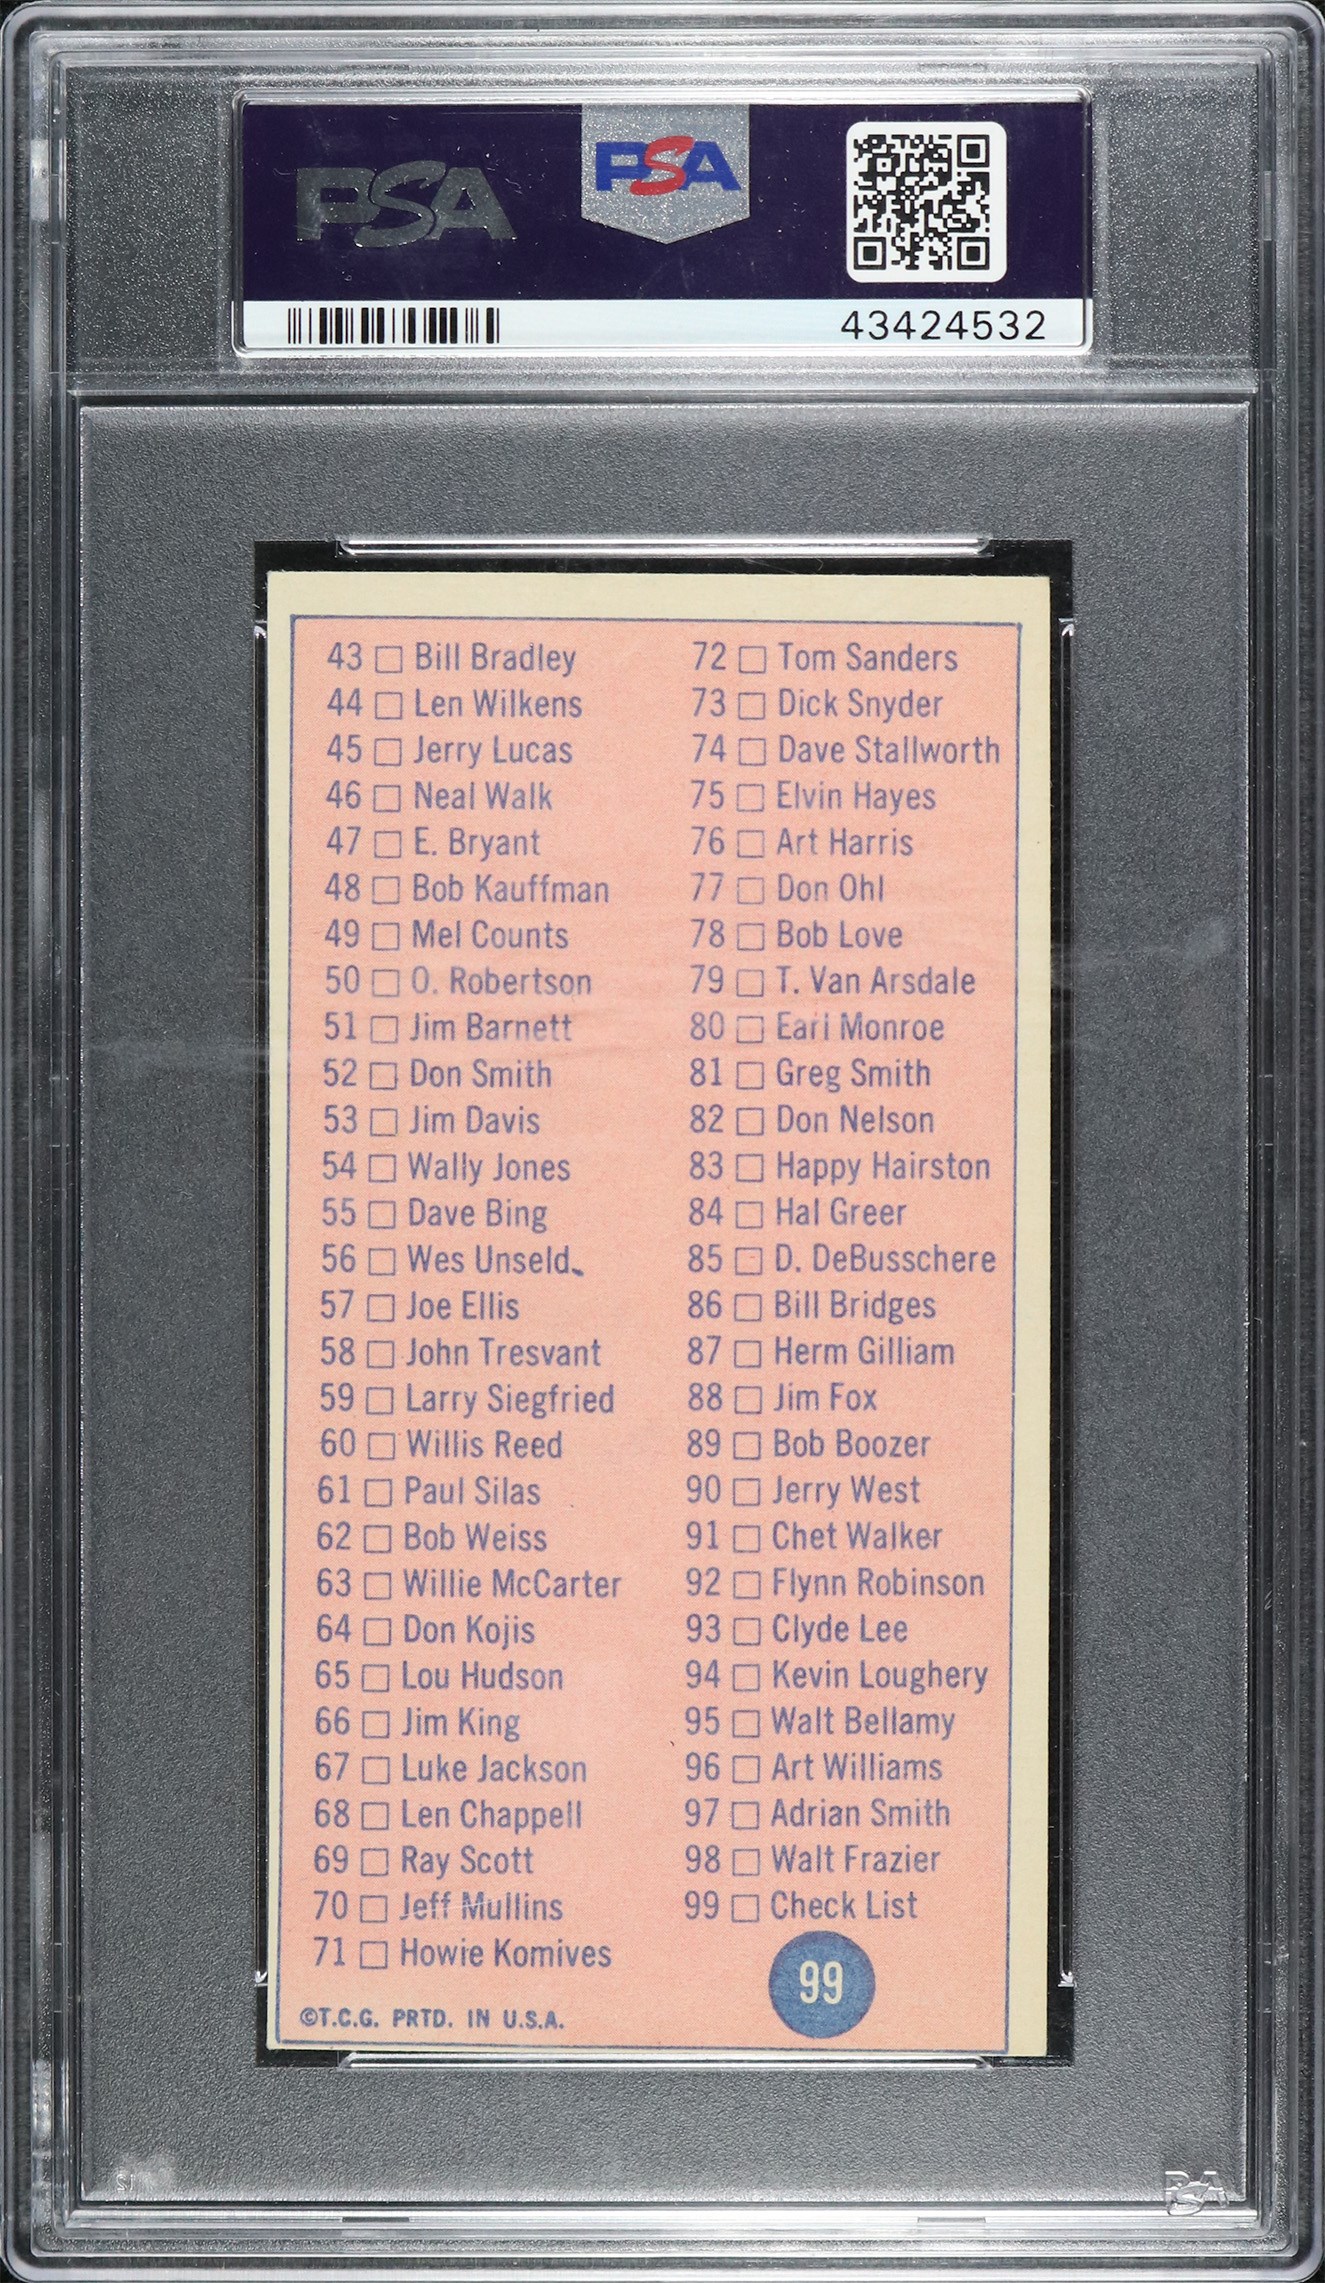 PSA
PSA
43424532
43 Bill Bradley
44 Len Wilkens
45 Jerry Lucas
46 Neal Walk
47 E. Bryant
48 Bob Kauffman
49 Mel Counts
50 O. Robertson
51 Jim Barnett
52 Don Smith
53 Jim Davis
54 Wally Jones
55 Dave Bing
56 Wes Unseld
57 Joe Ellis
58 John Tresvant
59 Larry Siegfried
60 Willis Reed
61 Paul Silas
62 Bob Weiss
63 Willie McCarter
64 Don Kojis
65 Lou Hudson
66 Jim King
67 Luke Jackson
68 Len Chappell
69 Ray Scott
70 Jeff Mullins
71 Howie Komives
72 Tom Sanders
73 Dick Snyder
74 Dave Stallworth
75 Elvin Hayes
76 Art Harris
77 Don Ohl
78 Bob Love
79 T. Van Arsdale
80 Earl Monroe
81 Greg Smith
82 Don Nelson
83 Happy Hairston
84 Hal Greer
85 D. DeBusschere
86 Bill Bridges
87 Herm Gilliam
88 Jim Fox
89 Bob Boozer
90 Jerry West
91 Chet Walker
92 Flynn Robinson
93 Clyde Lee
94 Kevin Loughery
95 Walt Bellamy
96 Art Williams
97 Adrian Smith
98 Walt Frazier
99 Check List
99
©T.C.G. PRTD. IN U.S.A.
PSA